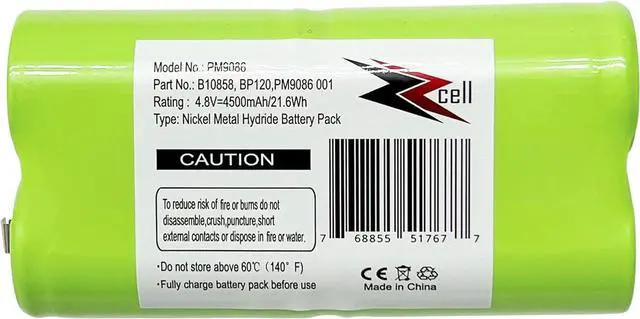 Model No.: PM9086
Part No.: B10858, BP120,PM9086 001
Rating : 4.8V=4500mAh/21.6Wh
Type: Nickel Metal Hydride Battery Pack
cell
CAUTION
To reduce risk of fire or burns do not
disassemble,crush,puncture,short
external contacts or dispose in fire or water.
7 68855 51767 7
·Do not store above 60℃ (140° F)
·Fully charge battery pack before use
CE
Made in China